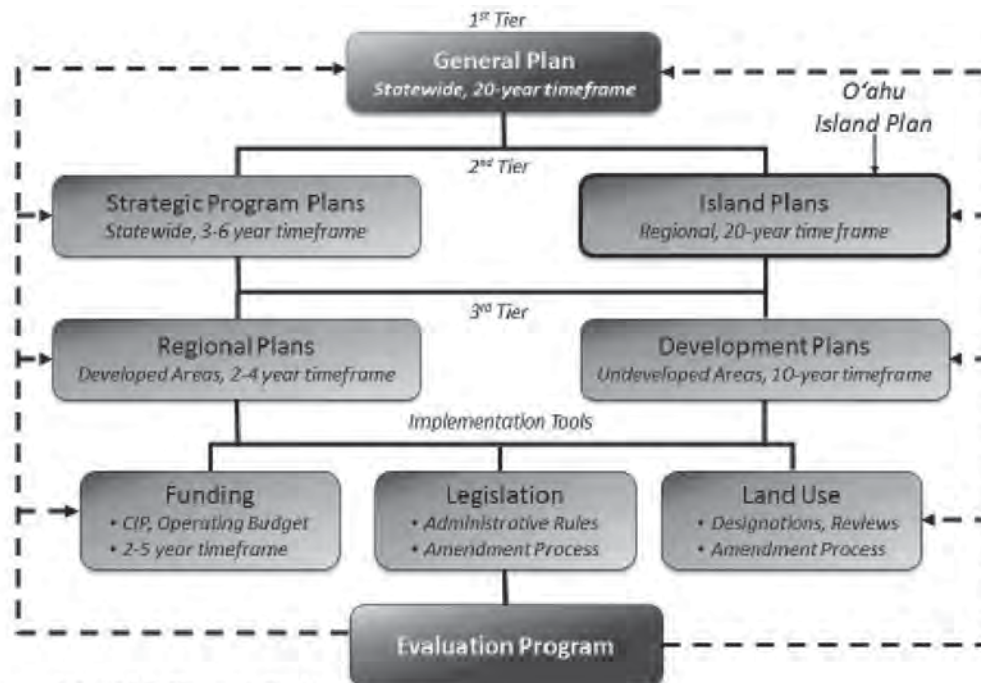 1st Tier
General Plan
Statewide, 20-year timeframe
Oʻahu
Island Plan
2nd Tier
Strategic Program Plans
Statewide, 3-6 year timeframe
Island Plans
Regional, 20-year timeframe
3rd Tier
Regional Plans
Developed Areas, 2-4 year timeframe
Development Plans
Undeveloped Areas, 10-year timeframe
Implementation Tools
Funding
• CIP, Operating Budget
• 2-5 year timeframe
Legislation
• Administrative Rules
• Amendment Process
Land Use
• Designations, Reviews
• Amendment Process
Evaluation Program